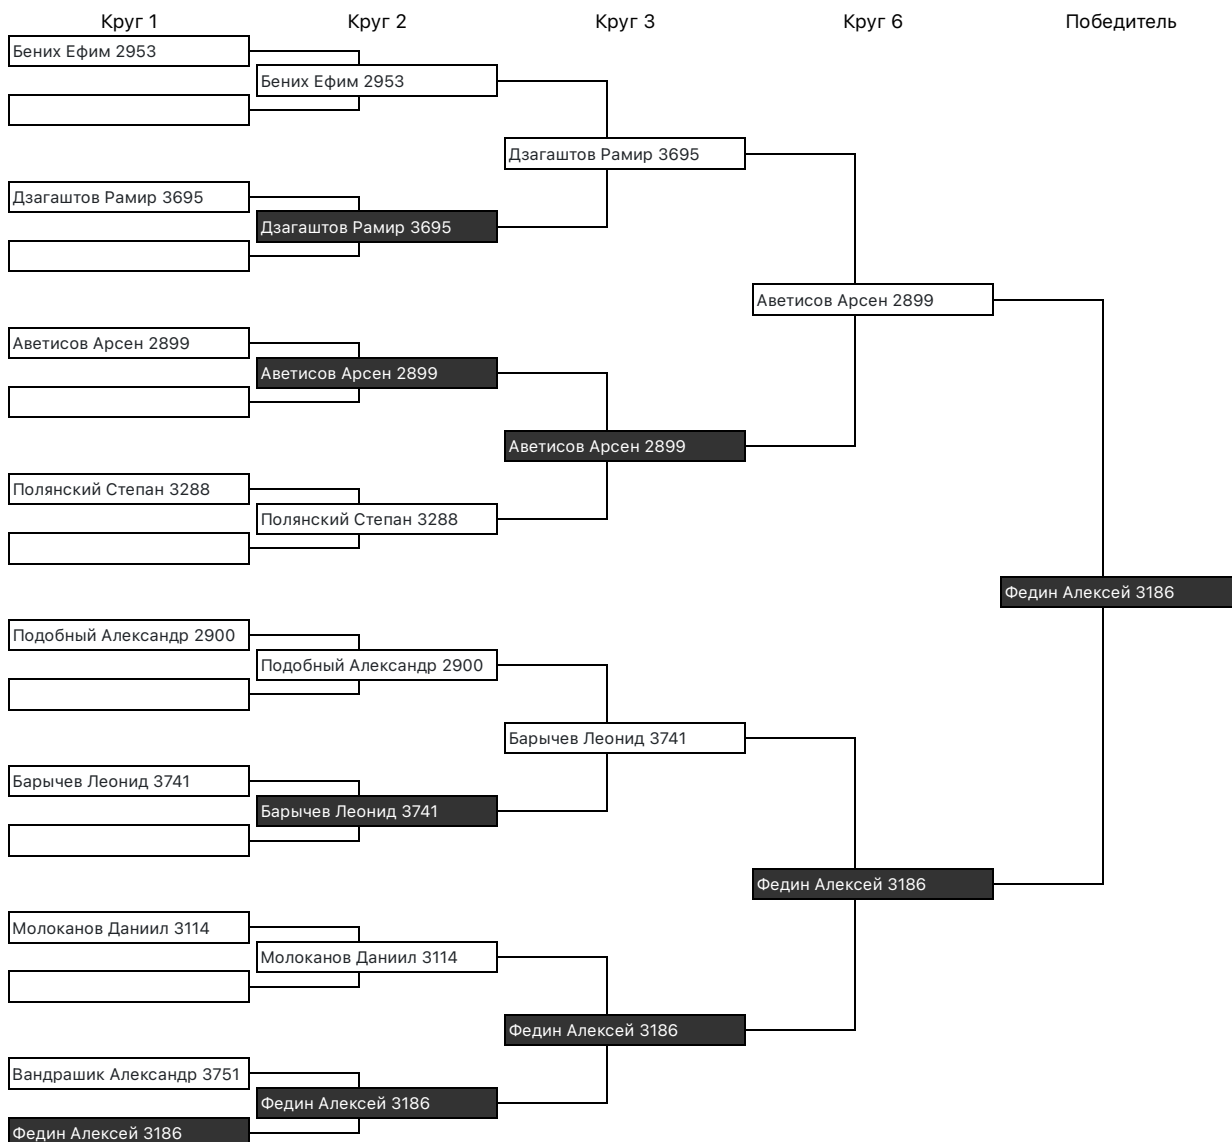 Круг 1
Круг 2
Круг 3
Круг 6
Победитель
Бених Ефим 2953
Бених Ефим 2953
Дзагаштов Рамир 3695
Дзагаштов Рамир 3695
Дзагаштов Рамир 3695
Аветисов Арсен 2899
Аветисов Арсен 2899
Аветисов Арсен 2899
Аветисов Арсен 2899
Полянский Степан 3288
Полянский Степан 3288
Федин Алексей 3186
Подобный Александр 2900
Подобный Александр 2900
Барычев Леонид 3741
Барычев Леонид 3741
Барычев Леонид 3741
Федин Алексей 3186
Молоканов Даниил 3114
Молоканов Даниил 3114
Федин Алексей 3186
Вандрашик Александр 3751
Федин Алексей 3186
Федин Алексей 3186